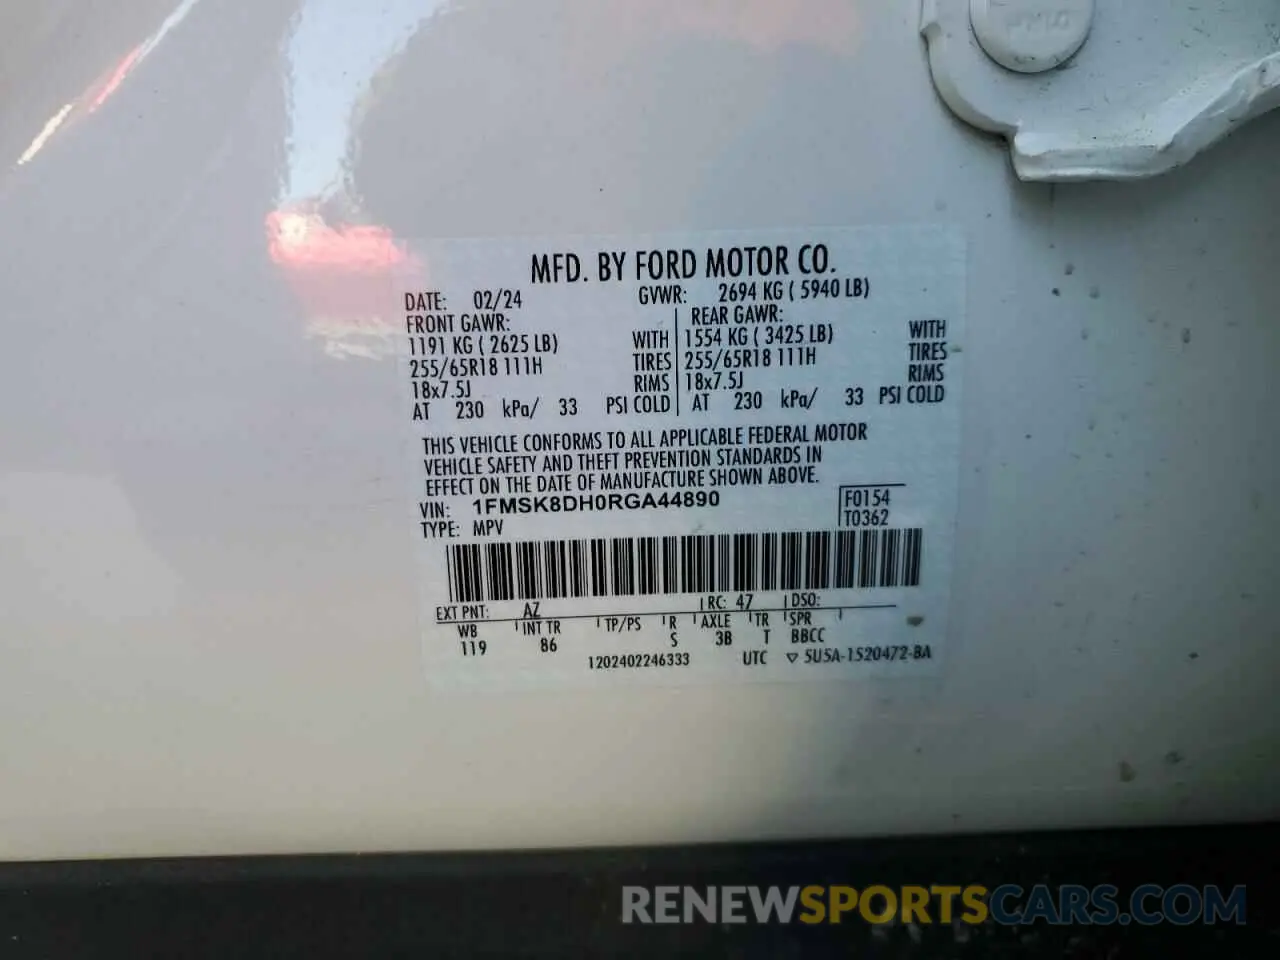 MFD. BY FORD MOTOR CO.
DATE: 02/24 GVWR: 2694 KG ( 5940 LB)
FRONT GAWR: REAR GAWR:
1191 KG ( 2625 LB) WITH 1554 KG ( 3425 LB) WITH
255/65R18 111H TIRES 255/65R18 111H TIRES
18x7.5J RIMS 18x7.5J RIMS
AT 230 kPa/ 33 PSI COLD AT 230 kPa/ 33 PSI COLD
THIS VEHICLE CONFORMS TO ALL APPLICABLE FEDERAL MOTOR
VEHICLE SAFETY AND THEFT PREVENTION STANDARDS IN
EFFECT ON THE DATE OF MANUFACTURE SHOWN ABOVE.
VIN: 1FMSK8DH0RGA44890 F0154
TYPE: MPV T0362
EXT PNT: AZ RC: 47 DSO:
WB INT TR TP/PS R AXLE TR SPR
119 86 S 3B T BBCC
1202402246333 UTC ▽ 5U5A-1520472-BA
RENEWSPORTSCARS.COM